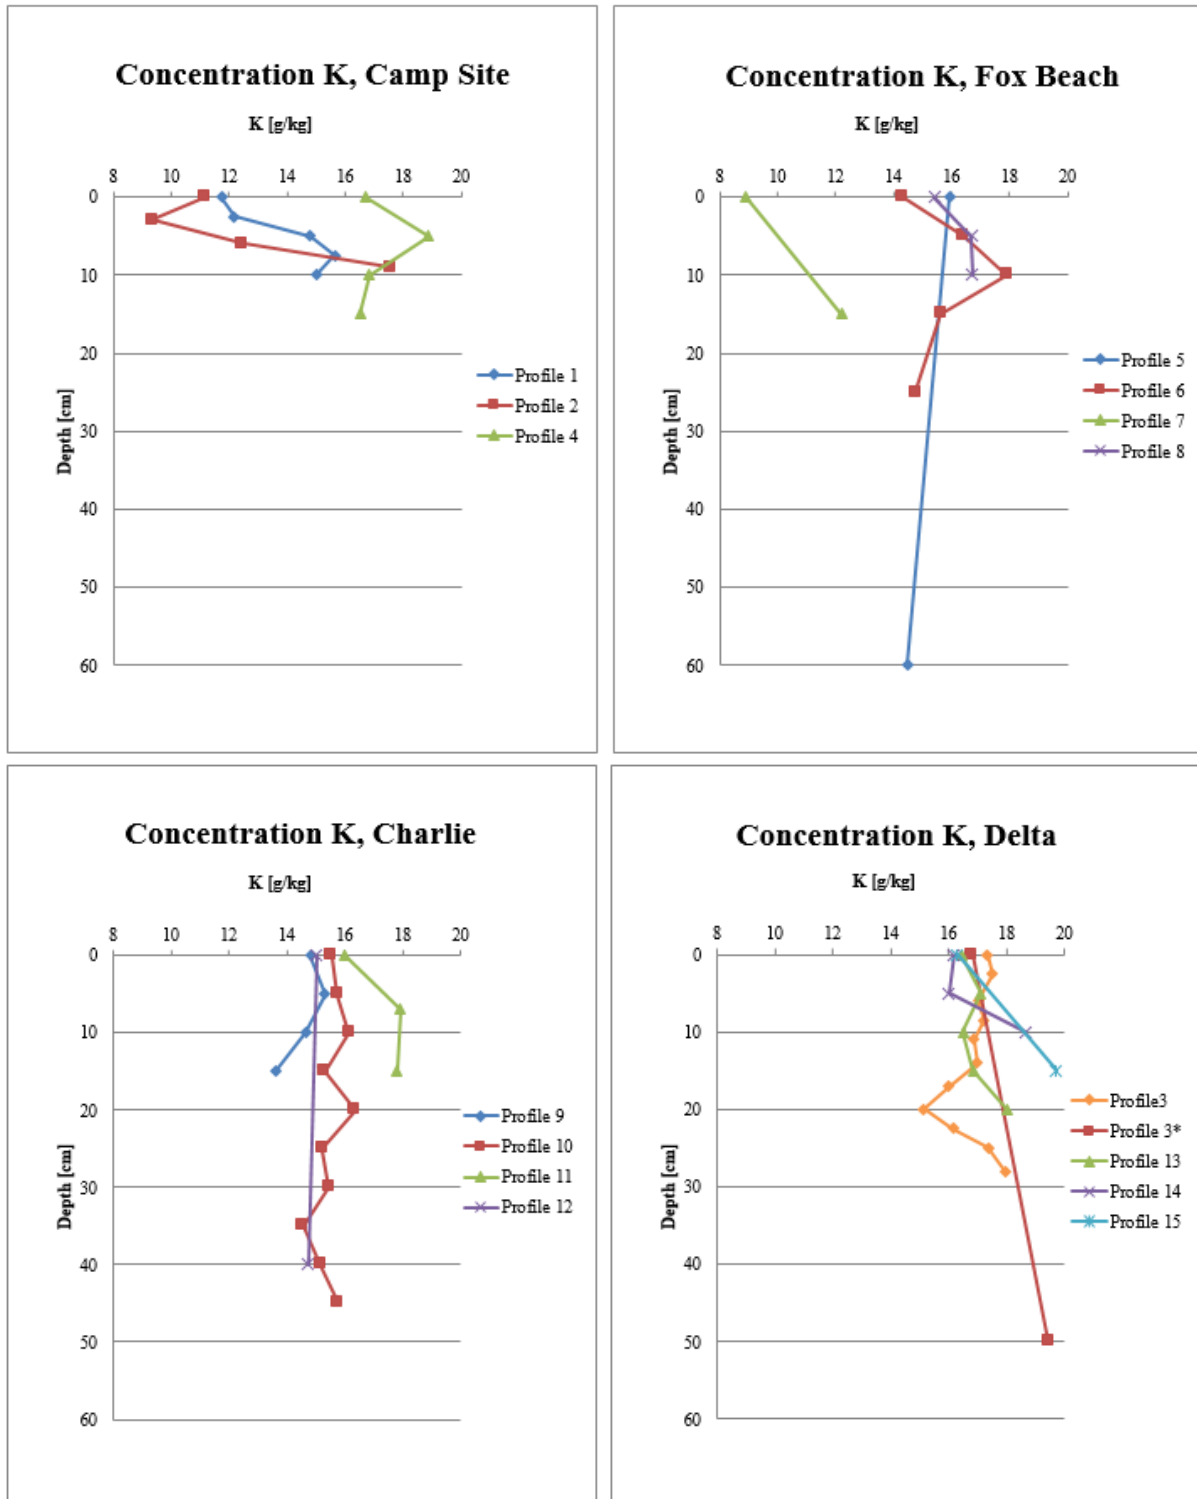 Concentration K, Camp Site
K [g/kg]
8 10 12 14 16 18 20
0
10
20
30
40
50
60
Depth [cm]
Profile 1
Profile 2
Profile 4
Concentration K, Fox Beach
K [g/kg]
8 10 12 14 16 18 20
0
10
20
30
40
50
60
Depth [cm]
Profile 5
Profile 6
Profile 7
Profile 8
Concentration K, Charlie
K [g/kg]
8 10 12 14 16 18 20
0
10
20
30
40
50
60
Depth [cm]
Profile 9
Profile 10
Profile 11
Profile 12
Concentration K, Delta
K [g/kg]
8 10 12 14 16 18 20
0
10
20
30
40
50
60
Depth [cm]
Profile3
Profile 3*
Profile 13
Profile 14
Profile 15